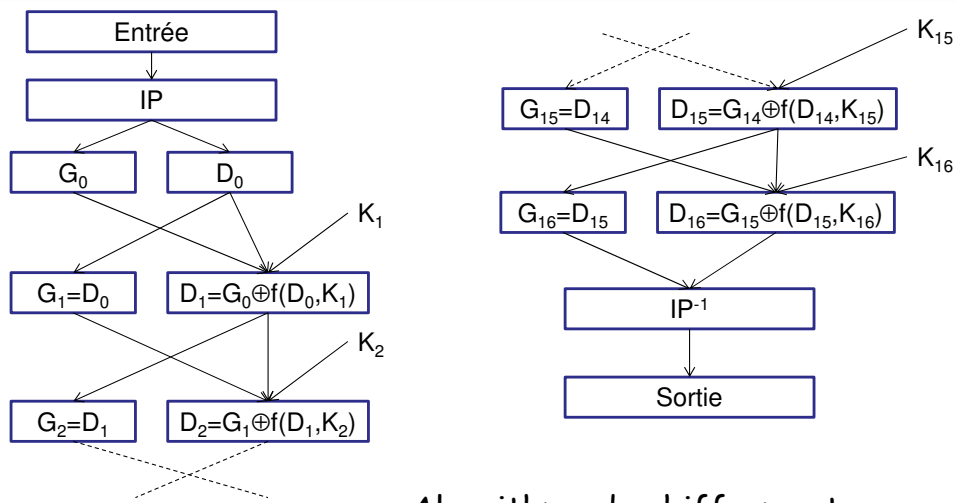 Entrée
IP
G₀
D₀
K₁
G₁=D₀
D₁=G₀⊕f(D₀,K₁)
K₂
G₂=D₁
D₂=G₁⊕f(D₁,K₂)
K₁₅
G₁₅=D₁₄
D₁₅=G₁₄⊕f(D₁₄,K₁₅)
K₁₆
G₁₆=D₁₅
D₁₆=G₁₅⊕f(D₁₅,K₁₆)
IP⁻¹
Sortie